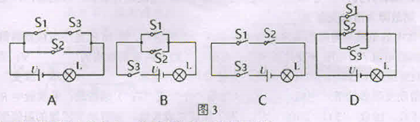 S1 S3
S2
U L
A
S1
S2
S3 U L
B
S1 S2
S3 U L
C
S1
S2
S3
U L
D
图3